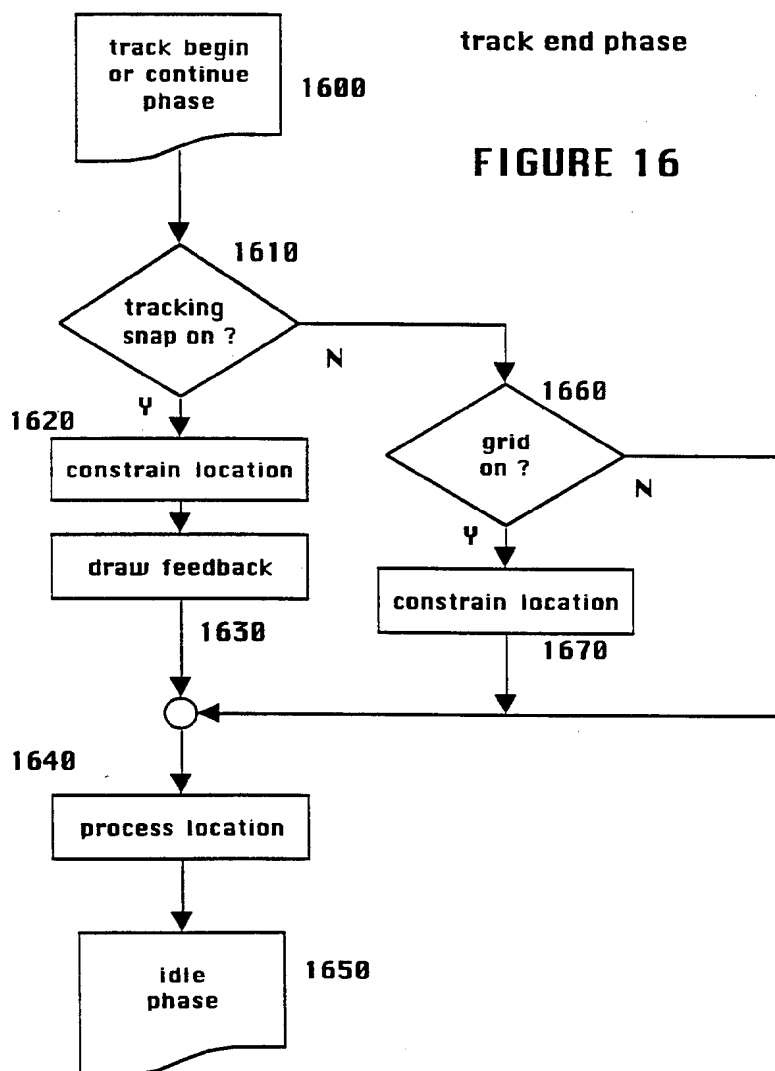 track begin
or continue
phase
1600
track end phase
FIGURE 16
1610
tracking
snap on ?
N
Y
1620
constrain location
draw feedback
1630
1660
grid
on ?
N
Y
constrain location
1670
1640
process location
idle
phase
1650